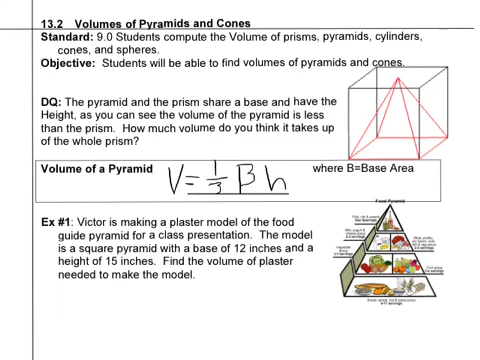 13.2 Volumes of Pyramids and Cones
Standard: 9.0 Students compute the Volume of prisms, pyramids, cylinders,
cones, and spheres.
Objective: Students will be able to find volumes of pyramids and cones.
DQ: The pyramid and the prism share a base and have the
Height, as you can see the volume of the pyramid is less
than the prism. How much volume do you think it takes up
of the whole prism?
Volume of a Pyramid V = 1/3 B h where B=Base Area
Ex #1: Victor is making a plaster model of the food
guide pyramid for a class presentation. The model
is a square pyramid with a base of 12 inches and a
height of 15 inches. Find the volume of plaster
needed to make the model.
Food Pyramid